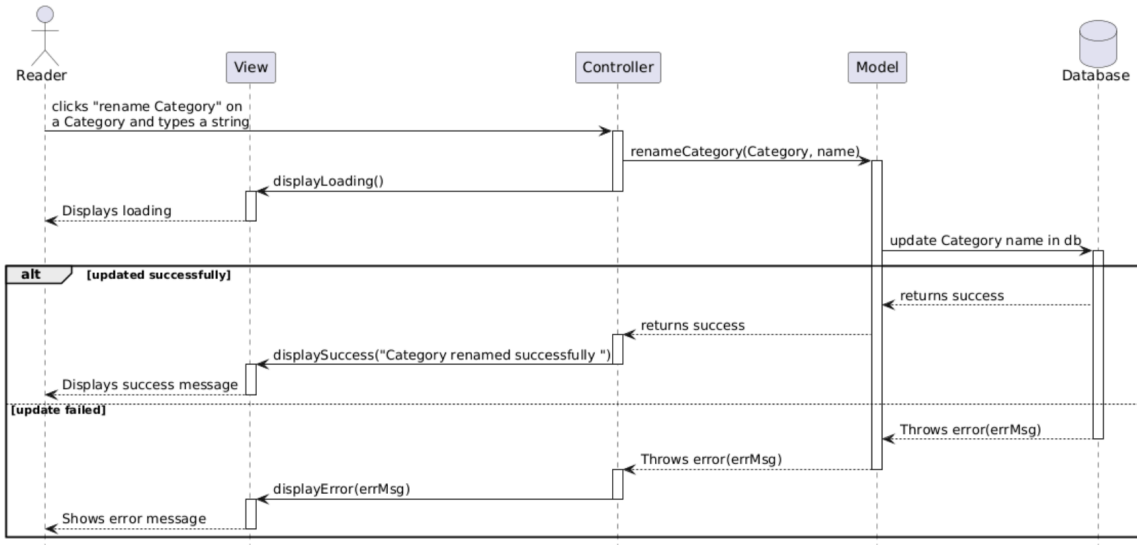 Reader
View
Controller
Model
Database
clicks "rename Category" on
a Category and types a string
renameCategory(Category, name)
displayLoading()
Displays loading
update Category name in db
alt
[updated successfully]
returns success
returns success
displaySuccess("Category renamed successfully ")
Displays success message
[update failed]
Throws error(errMsg)
Throws error(errMsg)
displayError(errMsg)
Shows error message